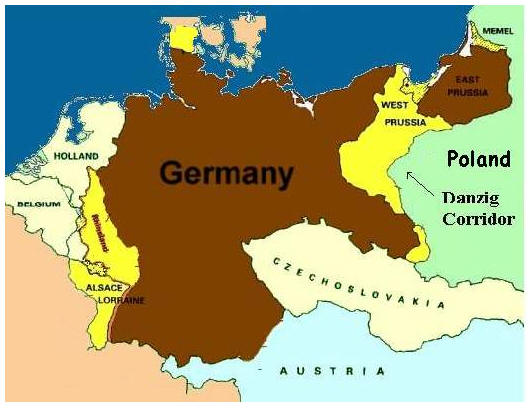 MEMEL
EAST
PRUSSIA
WEST
PRUSSIA
HOLLAND
Poland
Germany
Danzig
Corridor
BELGIUM
Rhineland
CZECHOSLOVAKIA
ALSACE
LORRAINE
AUSTRIA